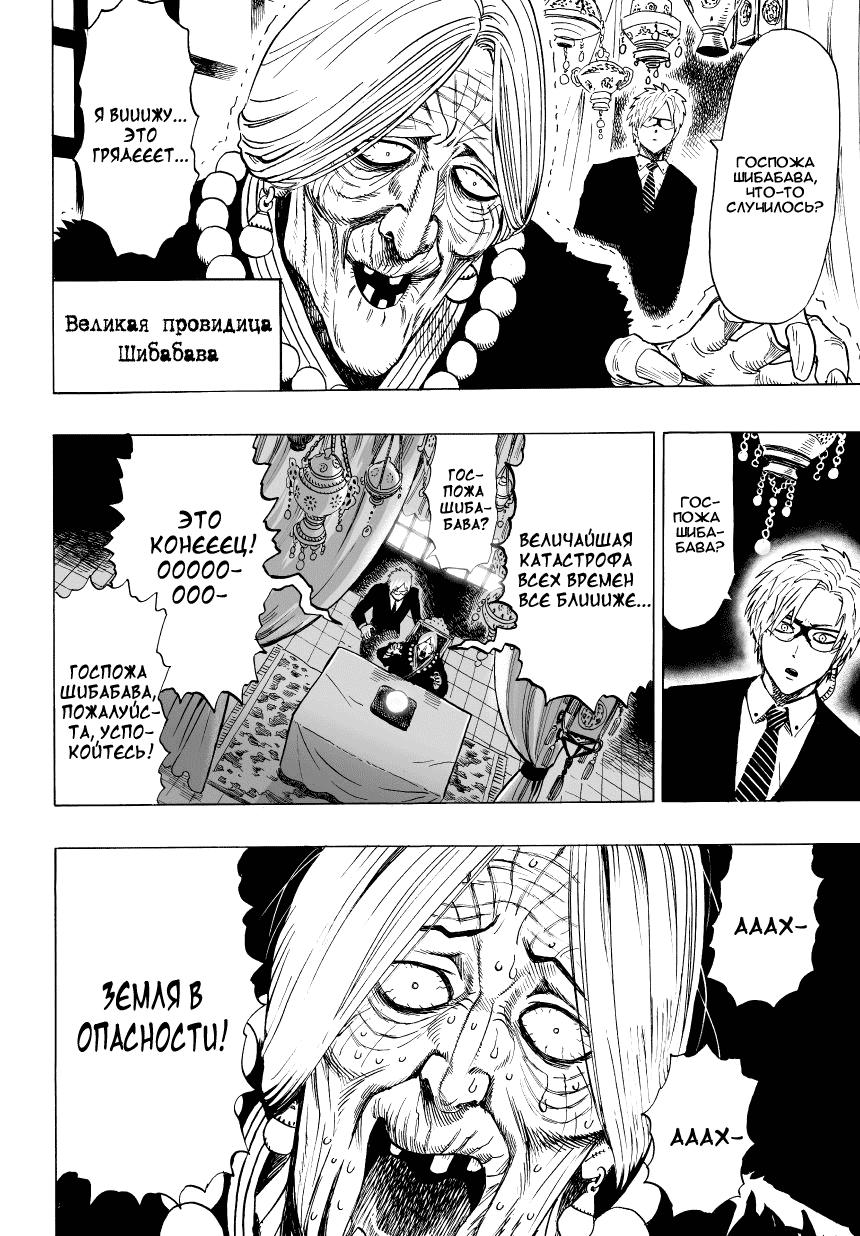 ГОСПОЖА
ШИБАБАВА,
ЧТО-ТО
СЛУЧИЛОСЬ?
Я ВИИИЖУ...
ЭТО
ГРЯДЕЕЕТ...
Великая провидица
Шибабава
ГОС-
ПОЖА
ШИБА-
БАВА?
ГОС-
ПОЖА
ШИБА-
БАВА?
ВЕЛИЧАЙШАЯ
КАТАСТРОФА
ВСЕХ ВРЕМЕН
ВСЕ БЛИИИЖЕ...
ЭТО
КОНЕЕЕЦ!
ООООО-
ООО-
ГОСПОЖА
ШИБАБАВА,
ПОЖАЛУЙС-
ТА, УСПО-
КОЙТЕСЬ!
АААХ-
АААХ-
ЗЕМЛЯ В
ОПАСНОСТИ!